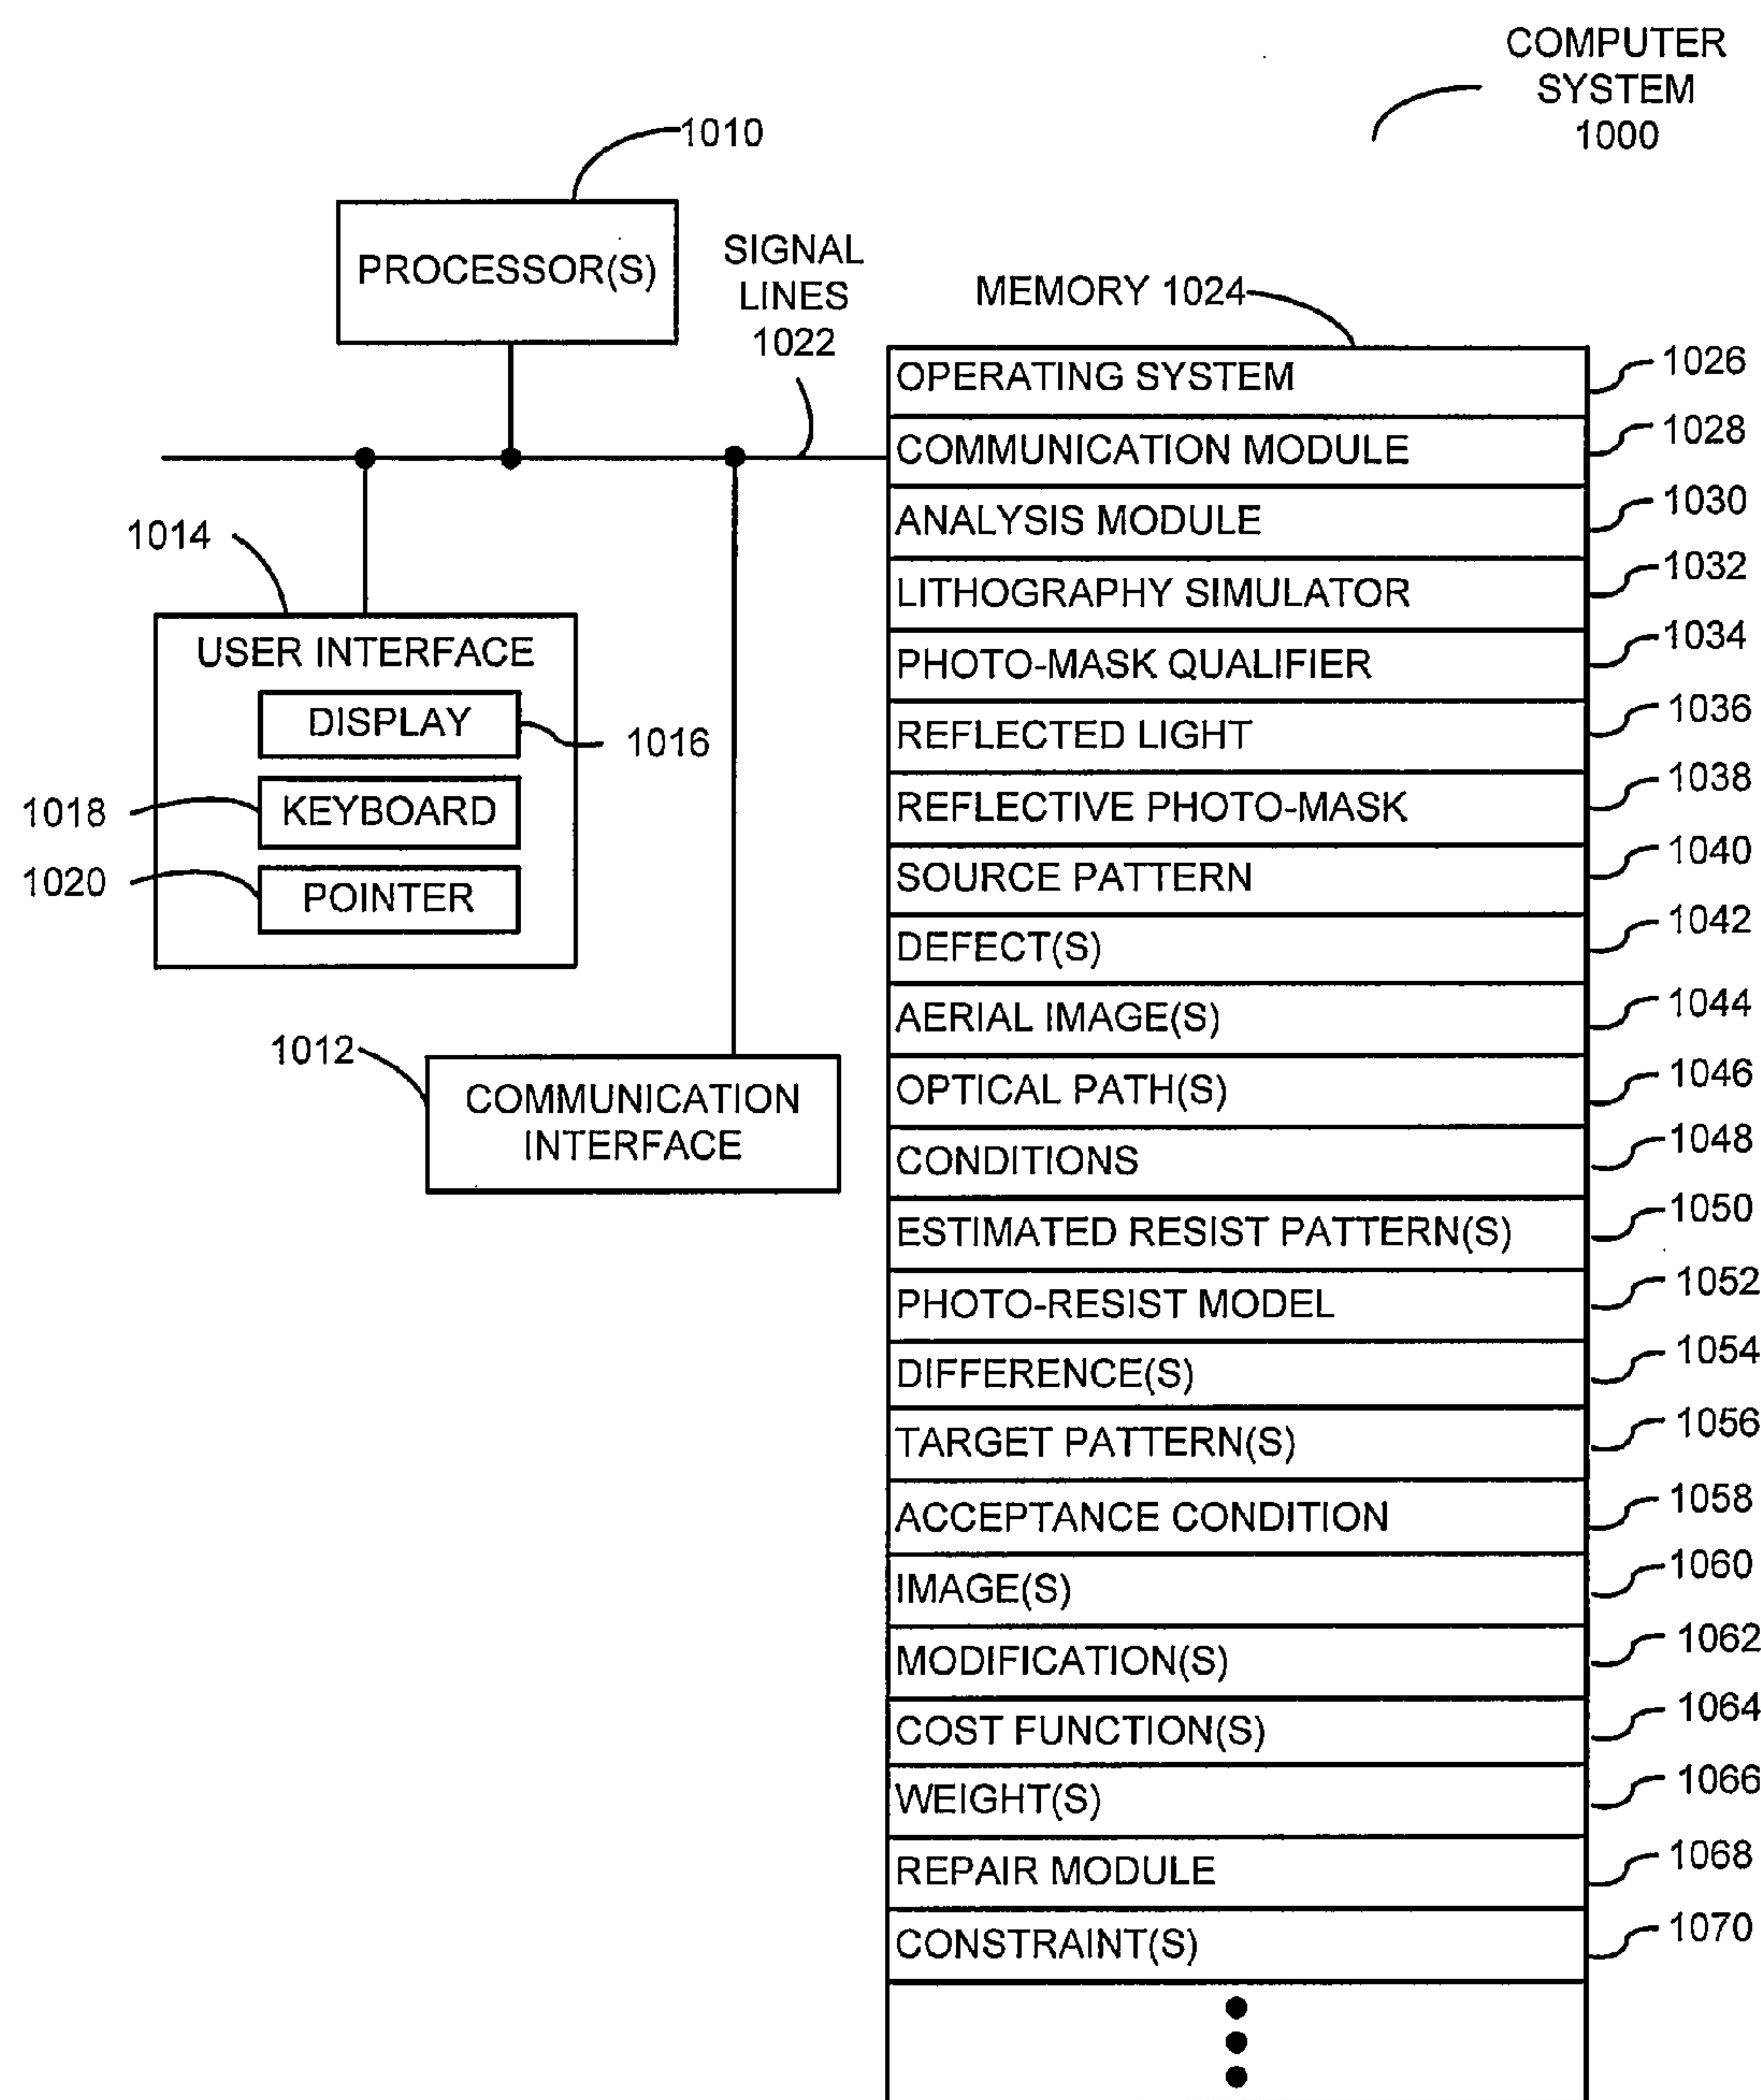 COMPUTER
SYSTEM
1000
1010
PROCESSOR(S)
SIGNAL
LINES
1022
MEMORY 1024
OPERATING SYSTEM 1026
COMMUNICATION MODULE 1028
ANALYSIS MODULE 1030
LITHOGRAPHY SIMULATOR 1032
PHOTO-MASK QUALIFIER 1034
REFLECTED LIGHT 1036
REFLECTIVE PHOTO-MASK 1038
SOURCE PATTERN 1040
DEFECT(S) 1042
AERIAL IMAGE(S) 1044
OPTICAL PATH(S) 1046
CONDITIONS 1048
ESTIMATED RESIST PATTERN(S) 1050
PHOTO-RESIST MODEL 1052
DIFFERENCE(S) 1054
TARGET PATTERN(S) 1056
ACCEPTANCE CONDITION 1058
IMAGE(S) 1060
MODIFICATION(S) 1062
COST FUNCTION(S) 1064
WEIGHT(S) 1066
REPAIR MODULE 1068
CONSTRAINT(S) 1070
1014
USER INTERFACE
DISPLAY 1016
1018 KEYBOARD
1020 POINTER
1012
COMMUNICATION
INTERFACE